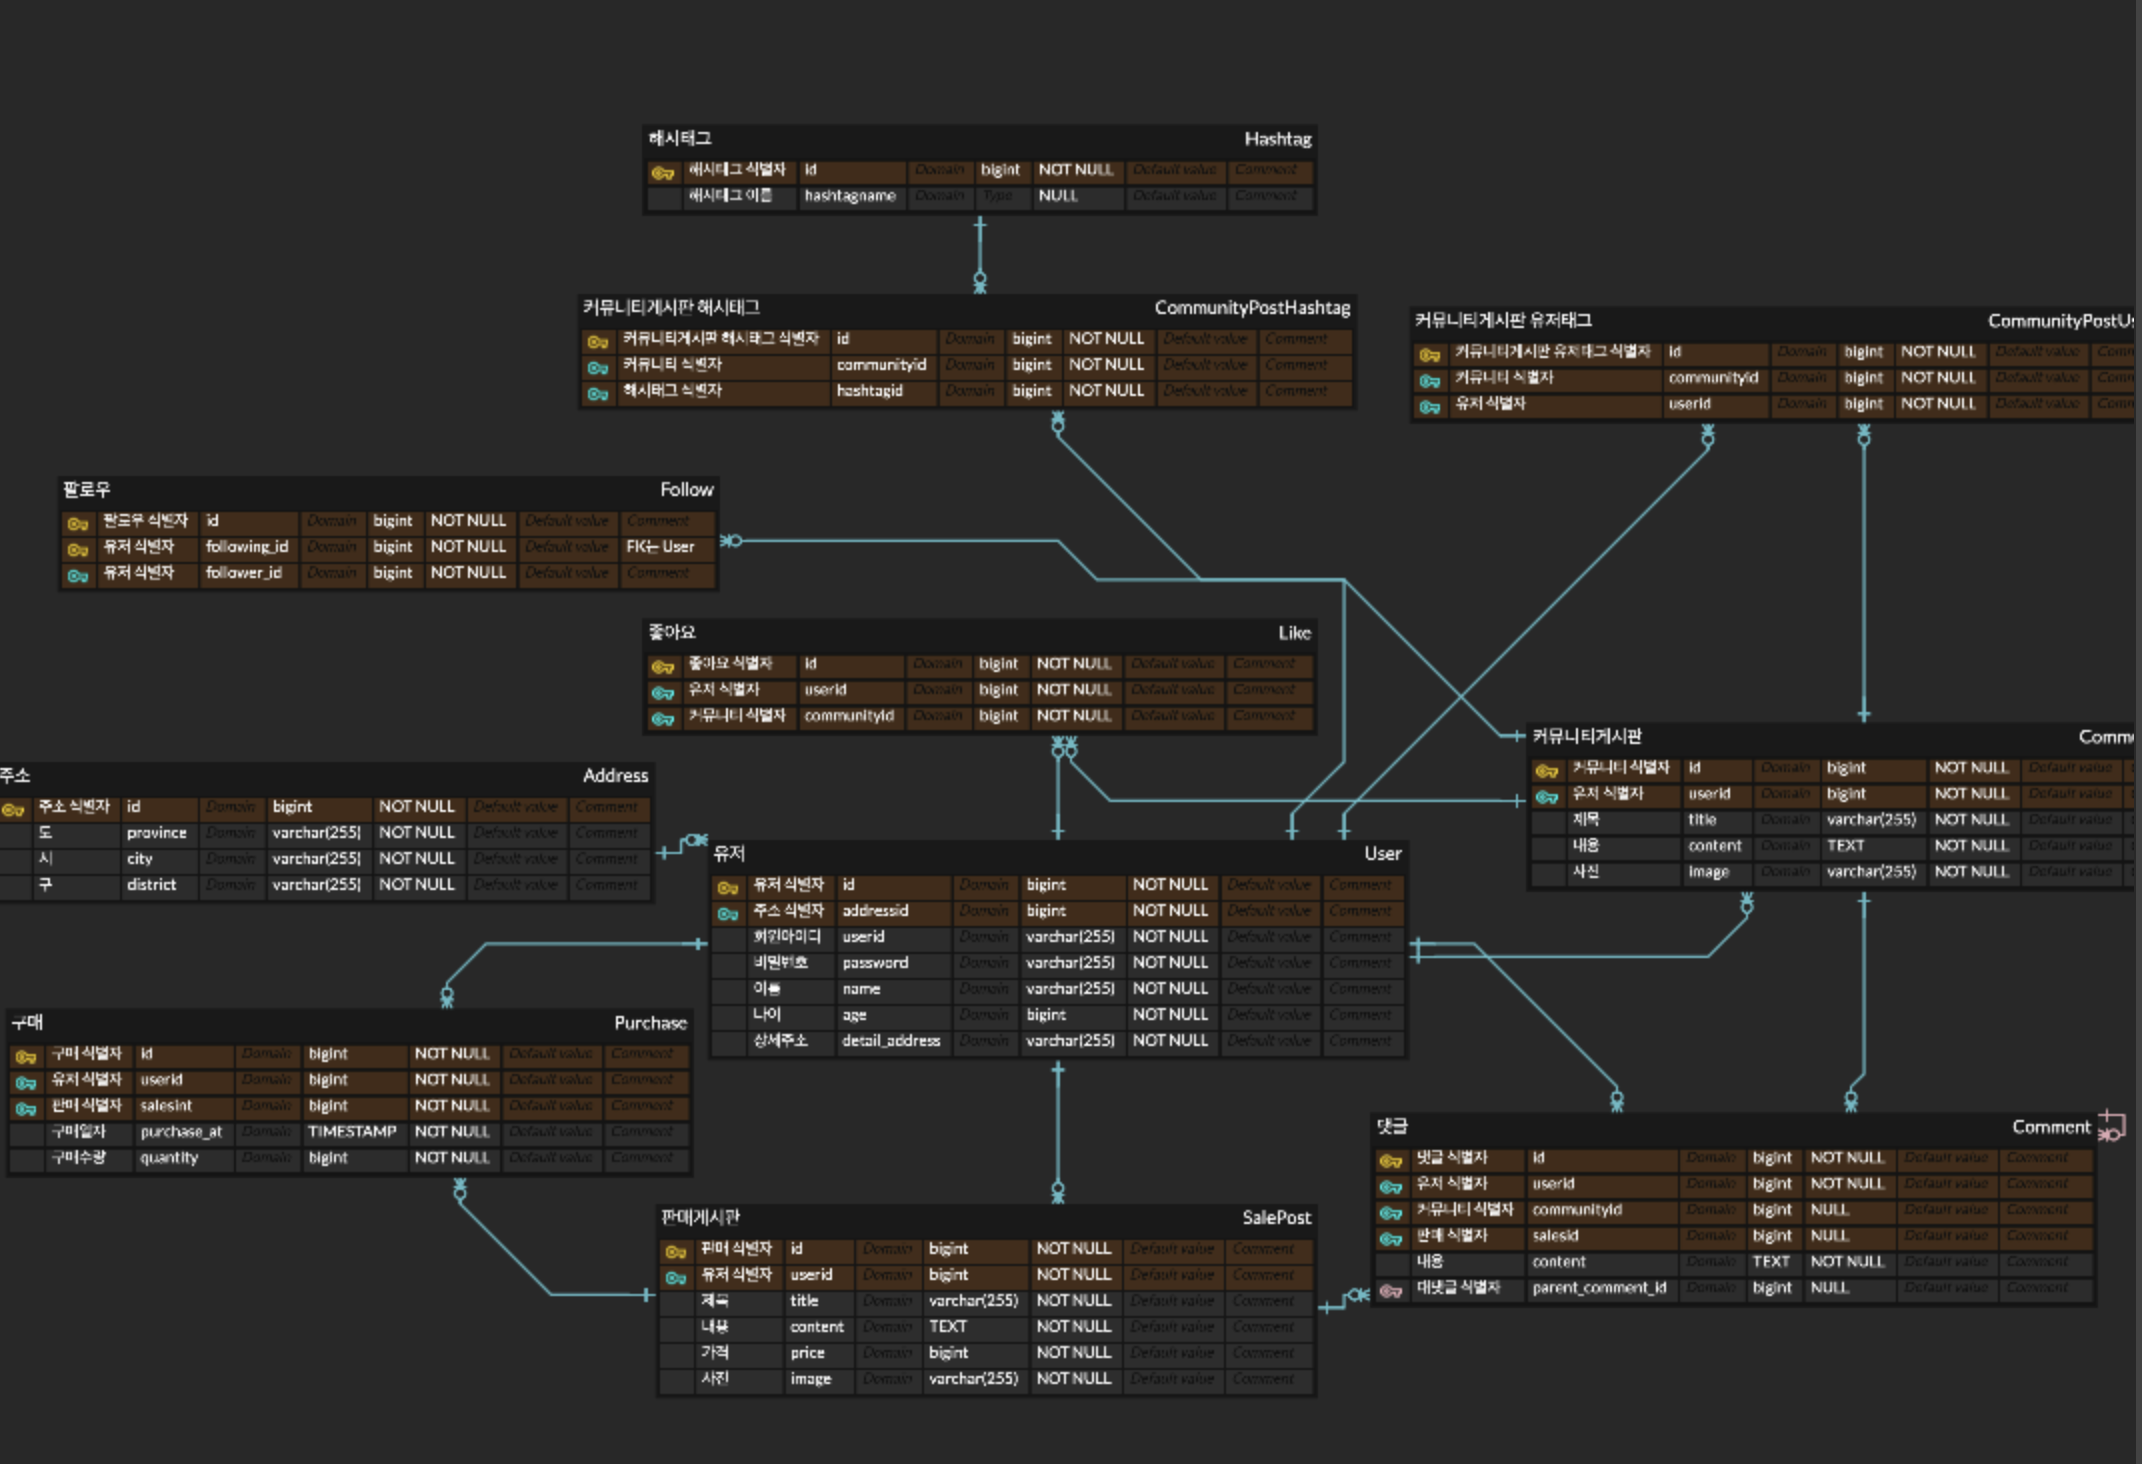 해시태그 Hashtag
해시태그 식별자 id Domain bigint NOT NULL Default value Comment
해시태그 이름 hashtagname Domain Type NULL Default value Comment
커뮤니티게시판 해시태그 CommunityPostHashtag
커뮤니티게시판 해시태그 식별자 id Domain bigint NOT NULL Default value Comment
커뮤니티 식별자 communityid Domain bigint NOT NULL Default value Comment
해시태그 식별자 hashtagid Domain bigint NOT NULL Default value Comment
커뮤니티게시판 유저태그 CommunityPostUs
커뮤니티게시판 유저태그 식별자 id Domain bigint NOT NULL Default value Comm
커뮤니티 식별자 communityid Domain bigint NOT NULL Default value Comm
유저 식별자 userid Domain bigint NOT NULL Default value Comm
팔로우 Follow
팔로우 식별자 id Domain bigint NOT NULL Default value Comment
유저 식별자 following_id Domain bigint NOT NULL Default value FK는 User
유저 식별자 follower_id Domain bigint NOT NULL Default value Comment
좋아요 Like
좋아요 식별자 id Domain bigint NOT NULL Default value Comment
유저 식별자 userid Domain bigint NOT NULL Default value Comment
커뮤니티 식별자 communityid Domain bigint NOT NULL Default value Comment
커뮤니티게시판 Comm
커뮤니티 식별자 id Domain bigint NOT NULL Default value
유저 식별자 userid Domain bigint NOT NULL Default value
제목 title Domain varchar(255) NOT NULL Default value
내용 content Domain TEXT NOT NULL Default value
사진 image Domain varchar(255) NOT NULL Default value
주소 Address
주소 식별자 id Domain bigint NOT NULL Default value Comment
도 province Domain varchar(255) NOT NULL Default value Comment
시 city Domain varchar(255) NOT NULL Default value Comment
구 district Domain varchar(255) NOT NULL Default value Comment
유저 User
유저 식별자 id Domain bigint NOT NULL Default value Comment
주소 식별자 addressid Domain bigint NOT NULL Default value Comment
회원아이디 userid Domain varchar(255) NOT NULL Default value Comment
비밀번호 password Domain varchar(255) NOT NULL Default value Comment
이름 name Domain varchar(255) NOT NULL Default value Comment
나이 age Domain bigint NOT NULL Default value Comment
상세주소 detail_address Domain varchar(255) NOT NULL Default value Comment
구매 Purchase
구매 식별자 id Domain bigint NOT NULL Default value Comment
유저 식별자 userid Domain bigint NOT NULL Default value Comment
판매 식별자 salesint Domain bigint NOT NULL Default value Comment
구매일자 purchase_at Domain TIMESTAMP NOT NULL Default value Comment
구매수량 quantity Domain bigint NOT NULL Default value Comment
댓글 Comment
댓글 식별자 id Domain bigint NOT NULL Default value Comment
유저 식별자 userid Domain bigint NOT NULL Default value Comment
커뮤니티 식별자 communityid Domain bigint NULL Default value Comment
판매 식별자 salesid Domain bigint NULL Default value Comment
내용 content Domain TEXT NOT NULL Default value Comment
대댓글 식별자 parent_comment_id Domain bigint NULL Default value Comment
판매게시판 SalePost
판매 식별자 id Domain bigint NOT NULL Default value Comment
유저 식별자 userid Domain bigint NOT NULL Default value Comment
제목 title Domain varchar(255) NOT NULL Default value Comment
내용 content Domain TEXT NOT NULL Default value Comment
가격 price Domain bigint NOT NULL Default value Comment
사진 image Domain varchar(255) NOT NULL Default value Comment